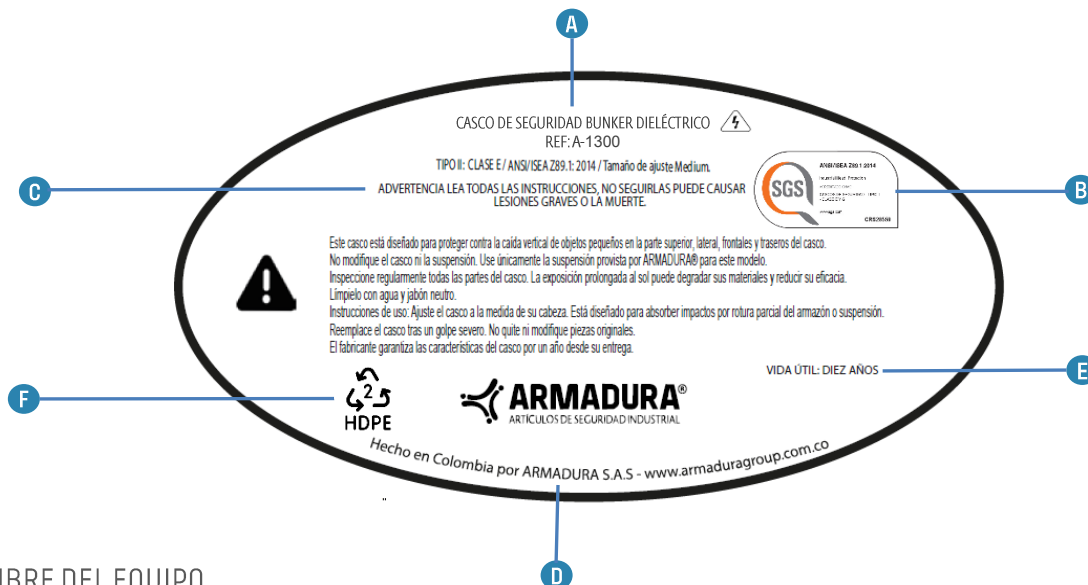 A
CASCO DE SEGURIDAD BUNKER DIELÉCTRICO
REF: A-1300
TIPO II: CLASE E / ANSI/ISEA Z89.1: 2014 / Tamaño de ajuste Medium.
C
ADVERTENCIA LEA TODAS LAS INSTRUCCIONES, NO SEGUIRLAS PUEDE CAUSAR
LESIONES GRAVES O LA MUERTE.
SGS
ANSI/ISEA Z89.1-2014
Industrial Head Protection
B
Este casco está diseñado para proteger contra la caída vertical de objetos pequeños en la parte superior, lateral, frontales y traseros del casco.
No modifique el casco ni la suspensión. Use únicamente la suspensión provista por ARMADURA® para este modelo.
Inspeccione regularmente todas las partes del casco. La exposición prolongada al sol puede degradar sus materiales y reducir su eficacia.
Límpielo con agua y jabón neutro.
Instrucciones de uso: Ajuste el casco a la medida de su cabeza. Está diseñado para absorber impactos por rotura parcial del armazón o suspensión.
Reemplace el casco tras un golpe severo. No quite ni modifique piezas originales.
El fabricante garantiza las características del casco por un año desde su entrega.
VIDA ÚTIL: DIEZ AÑOS
E
F
2
HDPE
ARMADURA®
ARTÍCULOS DE SEGURIDAD INDUSTRIAL
Hecho en Colombia por ARMADURA S.A.S - www.armaduragroup.com.co
D
DEL EQUIPO